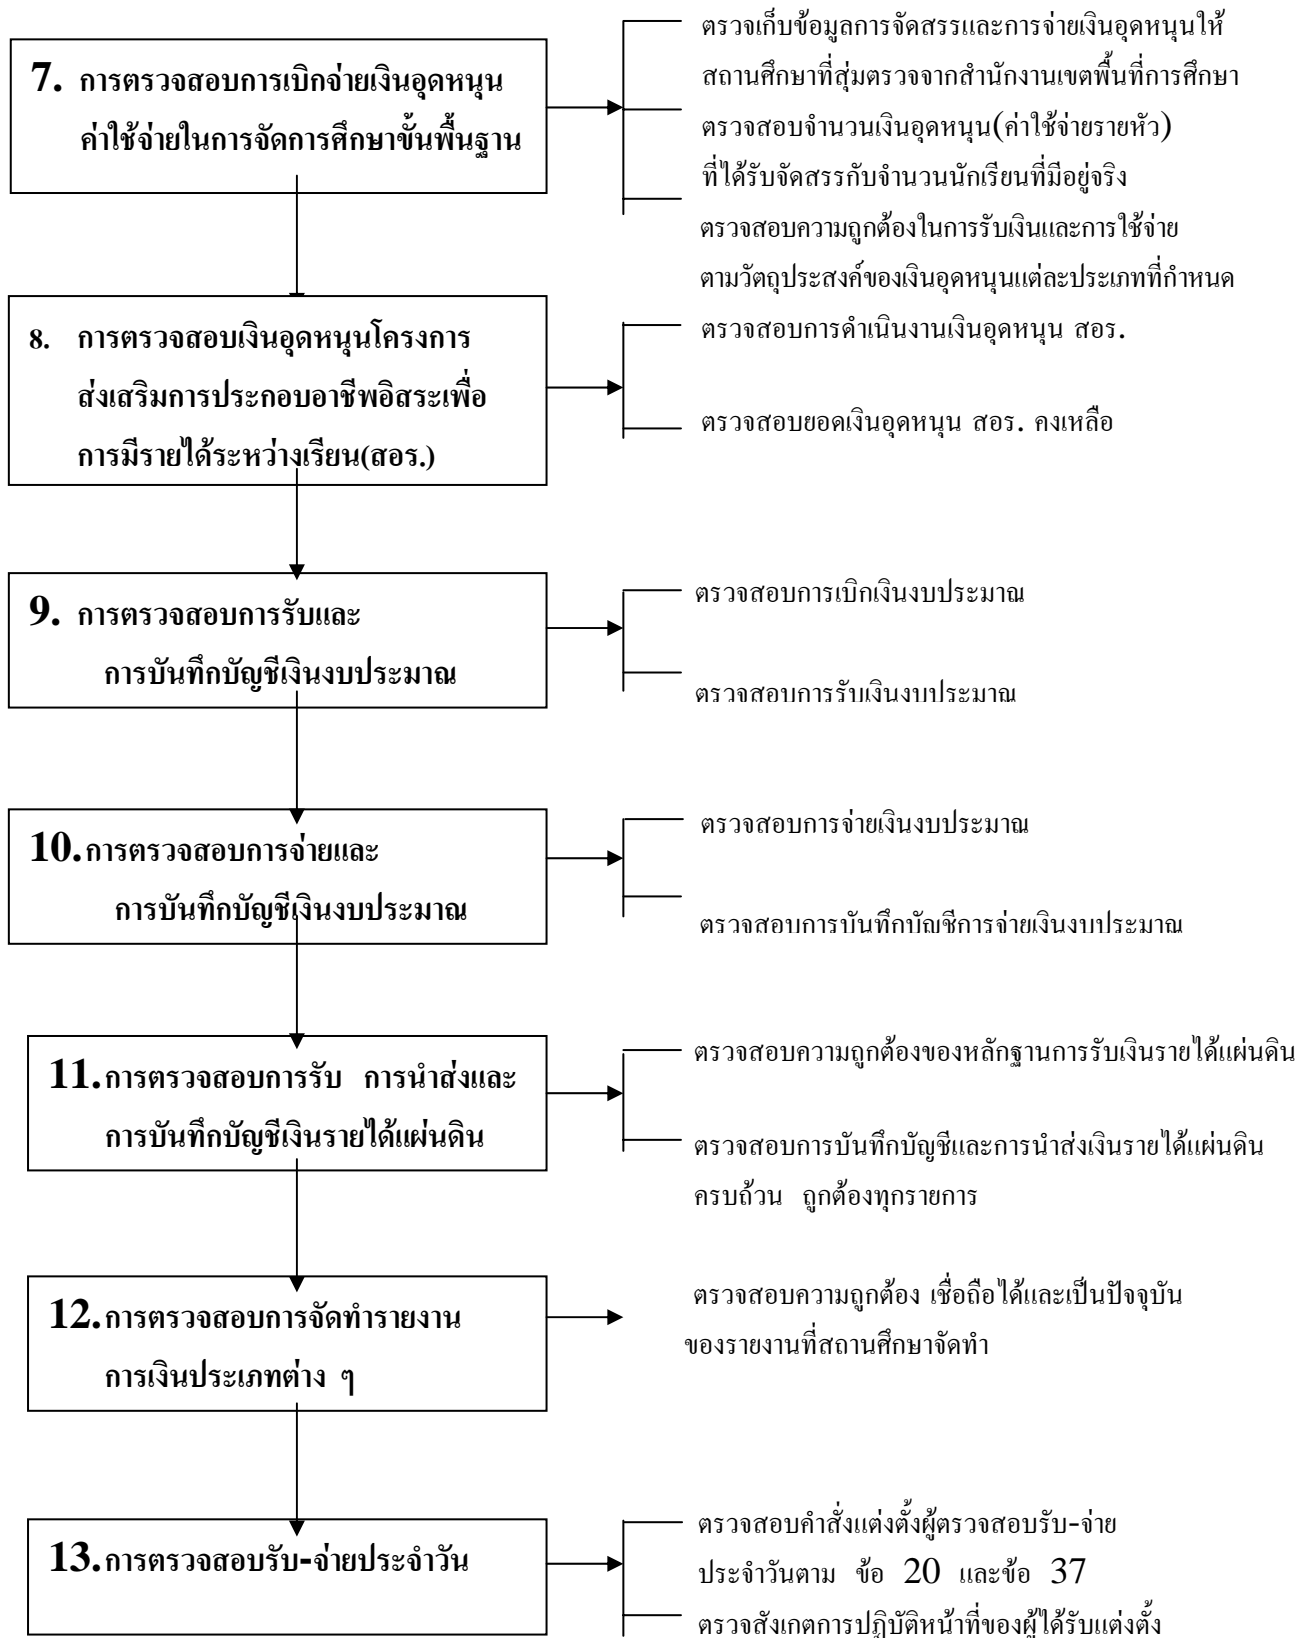 7. การตรวจสอบการเบิกจ่ายเงินอุดหนุน
ค่าใช้จ่ายในการจัดการศึกษาขั้นพื้นฐาน
ตรวจเก็บข้อมูลการจัดสรรและการจ่ายเงินอุดหนุนให้
สถานศึกษาที่สุ่มตรวจจากสำนักงานเขตพื้นที่การศึกษา
ตรวจสอบจำนวนเงินอุดหนุน(ค่าใช้จ่ายรายหัว)
ที่ได้รับจัดสรรกับจำนวนนักเรียนที่มีอยู่จริง
ตรวจสอบความถูกต้องในการรับเงินและการใช้จ่าย
ตามวัตถุประสงค์ของเงินอุดหนุนแต่ละประเภทที่กำหนด
8. การตรวจสอบเงินอุดหนุนโครงการ
ส่งเสริมการประกอบอาชีพอิสระเพื่อ
การมีรายได้ระหว่างเรียน(สอร.)
ตรวจสอบการดำเนินงานเงินอุดหนุน สอร.
ตรวจสอบยอดเงินอุดหนุน สอร. คงเหลือ
9. การตรวจสอบการรับและ
การบันทึกบัญชีเงินงบประมาณ
ตรวจสอบการเบิกเงินงบประมาณ
ตรวจสอบการรับเงินงบประมาณ
10.การตรวจสอบการจ่ายและ
การบันทึกบัญชีเงินงบประมาณ
ตรวจสอบการจ่ายเงินงบประมาณ
ตรวจสอบการบันทึกบัญชีการจ่ายเงินงบประมาณ
11.การตรวจสอบการรับ การนำส่งและ
การบันทึกบัญชีเงินรายได้แผ่นดิน
ตรวจสอบความถูกต้องของหลักฐานการรับเงินรายได้แผ่นดิน
ตรวจสอบการบันทึกบัญชีและการนำส่งเงินรายได้แผ่นดิน
ครบถ้วน ถูกต้องทุกรายการ
12.การตรวจสอบการจัดทำรายงาน
การเงินประเภทต่าง ๆ
ตรวจสอบความถูกต้อง เชื่อถือได้และเป็นปัจจุบัน
ของรายงานที่สถานศึกษาจัดทำ
13.การตรวจสอบรับ-จ่ายประจำวัน
ตรวจสอบคำสั่งแต่งตั้งผู้ตรวจสอบรับ-จ่าย
ประจำวันตาม ข้อ 20 และข้อ 37
ตรวจสังเกตการปฏิบัติหน้าที่ของผู้ได้รับแต่งตั้ง